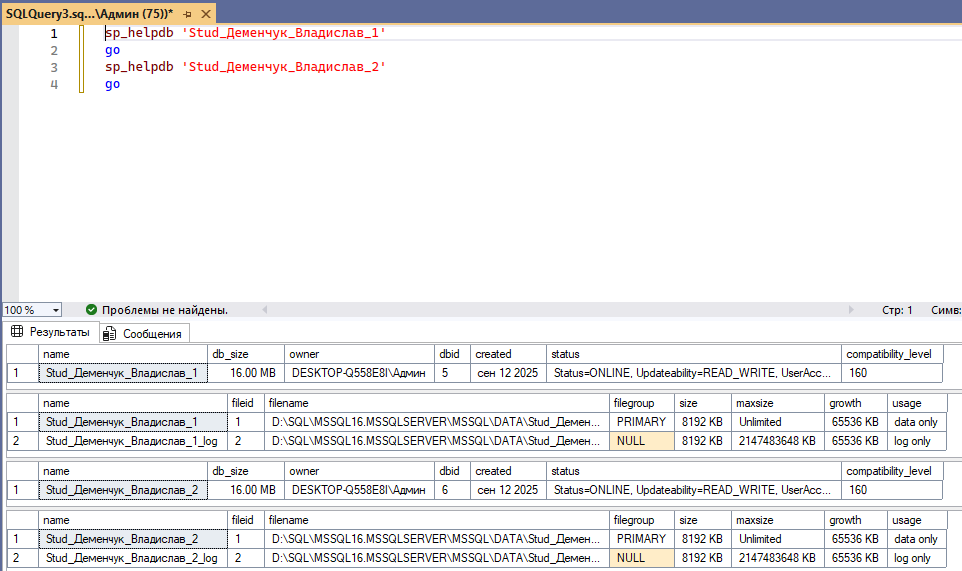 SQLQuery3.sq...\Админ (75))*
1 sp_helpdb 'Stud_Деменчук_Владислав_1'
2 go
3 sp_helpdb 'Stud_Деменчук_Владислав_2'
4 go
100 % Проблемы не найдены. Стр: 1 Симв:
Результаты Сообщения
name db_size owner dbid created status compatibility_level
1 Stud_Деменчук_Владислав_1 16.00 MB DESKTOP-Q558E8I\Админ 5 сен 12 2025 Status=ONLINE, Updateability=READ_WRITE, UserAcc... 160
name fileid filename filegroup size maxsize growth usage
1 Stud_Деменчук_Владислав_1 1 D:\SQL\MSSQL16.MSSQLSERVER\MSSQL\DATA\Stud_Демен... PRIMARY 8192 KB Unlimited 65536 KB data only
2 Stud_Деменчук_Владислав_1_log 2 D:\SQL\MSSQL16.MSSQLSERVER\MSSQL\DATA\Stud_Демен... NULL 8192 KB 2147483648 KB 65536 KB log only
name db_size owner dbid created status compatibility_level
1 Stud_Деменчук_Владислав_2 16.00 MB DESKTOP-Q558E8I\Админ 6 сен 12 2025 Status=ONLINE, Updateability=READ_WRITE, UserAcc... 160
name fileid filename filegroup size maxsize growth usage
1 Stud_Деменчук_Владислав_2 1 D:\SQL\MSSQL16.MSSQLSERVER\MSSQL\DATA\Stud_Демен... PRIMARY 8192 KB Unlimited 65536 KB data only
2 Stud_Деменчук_Владислав_2_log 2 D:\SQL\MSSQL16.MSSQLSERVER\MSSQL\DATA\Stud_Демен... NULL 8192 KB 2147483648 KB 65536 KB log only